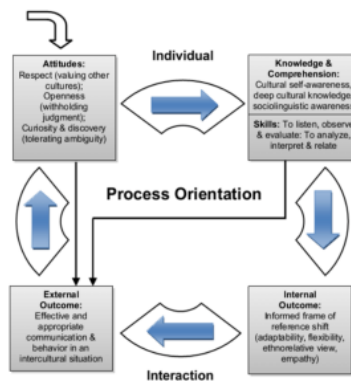 Individual
Attitudes:
Respect (valuing other
cultures);
Openness
(withholding
judgment);
Curiosity & discovery
(tolerating ambiguity)
Knowledge &
Comprehension:
Cultural self-awareness,
deep cultural knowledge
sociolinguistic awareness
Skills: To listen, observe
& evaluate: To analyze,
interpret & relate
Process Orientation
External
Outcome:
Effective and
appropriate
communication &
behavior in an
intercultural situation
Internal
Outcome:
Informed frame of
reference shift
(adaptability, flexibility,
ethnorelative view,
empathy)
Interaction